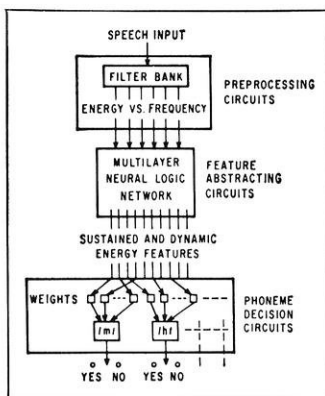 SPEECH INPUT
FILTER BANK
ENERGY VS. FREQUENCY
PREPROCESSING
CIRCUITS
MULTILAYER
NEURAL LOGIC
NETWORK
FEATURE
ABSTRACTING
CIRCUITS
SUSTAINED AND DYNAMIC
ENERGY FEATURES
WEIGHTS
PHONEME
DECISION
CIRCUITS
/m/
/h/
YES NO
YES NO